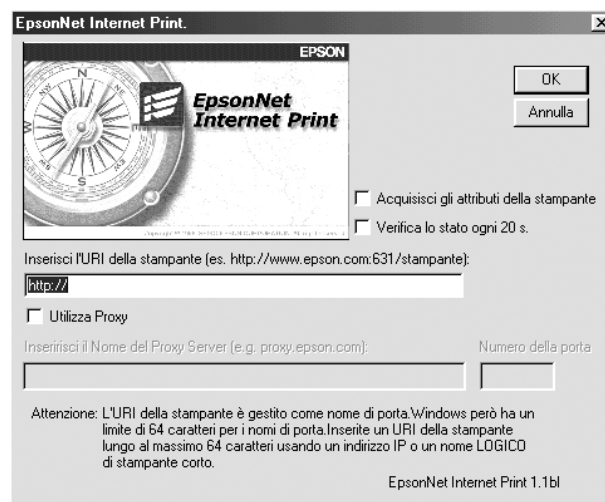 EpsonNet Internet Print.
EPSON
N
EpsonNet
Internet Print
W
E
S
OK
Annulla
Acquisisci gli attributi della stampante
Verifica lo stato ogni 20 s.
Inserisci l'URI della stampante (es. http://www.epson.com:631/stampante):
http://
Utilizza Proxy
Inseririsci il Nome del Proxy Server (e.g. proxy.epson.com):
Numero della porta
Attenzione: L'URI della stampante è gestito come nome di porta.Windows però ha un
limite di 64 caratteri per i nomi di porta.Inserite un URI della stampante
lungo al massimo 64 caratteri usando un indirizzo IP o un nome LOGICO
di stampante corto.
EpsonNet Internet Print 1.1bl